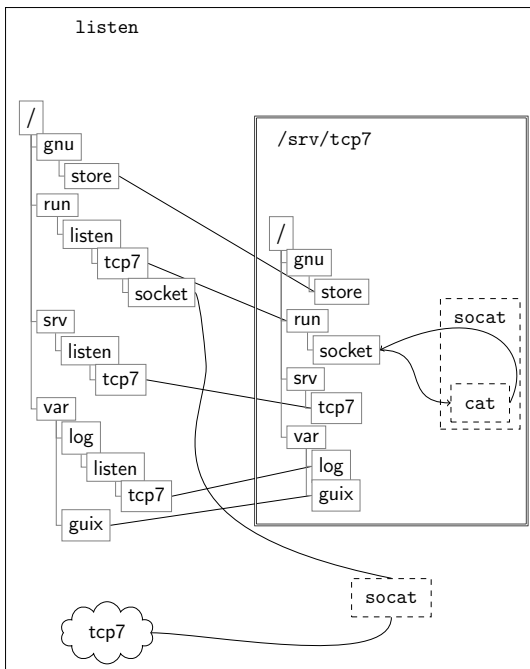 listen
/
gnu
store
run
listen
tcp7
socket
srv
listen
tcp7
var
log
listen
tcp7
guix
/srv/tcp7
/
gnu
store
run
socket
srv
tcp7
var
log
guix
socat
cat
socat
tcp7